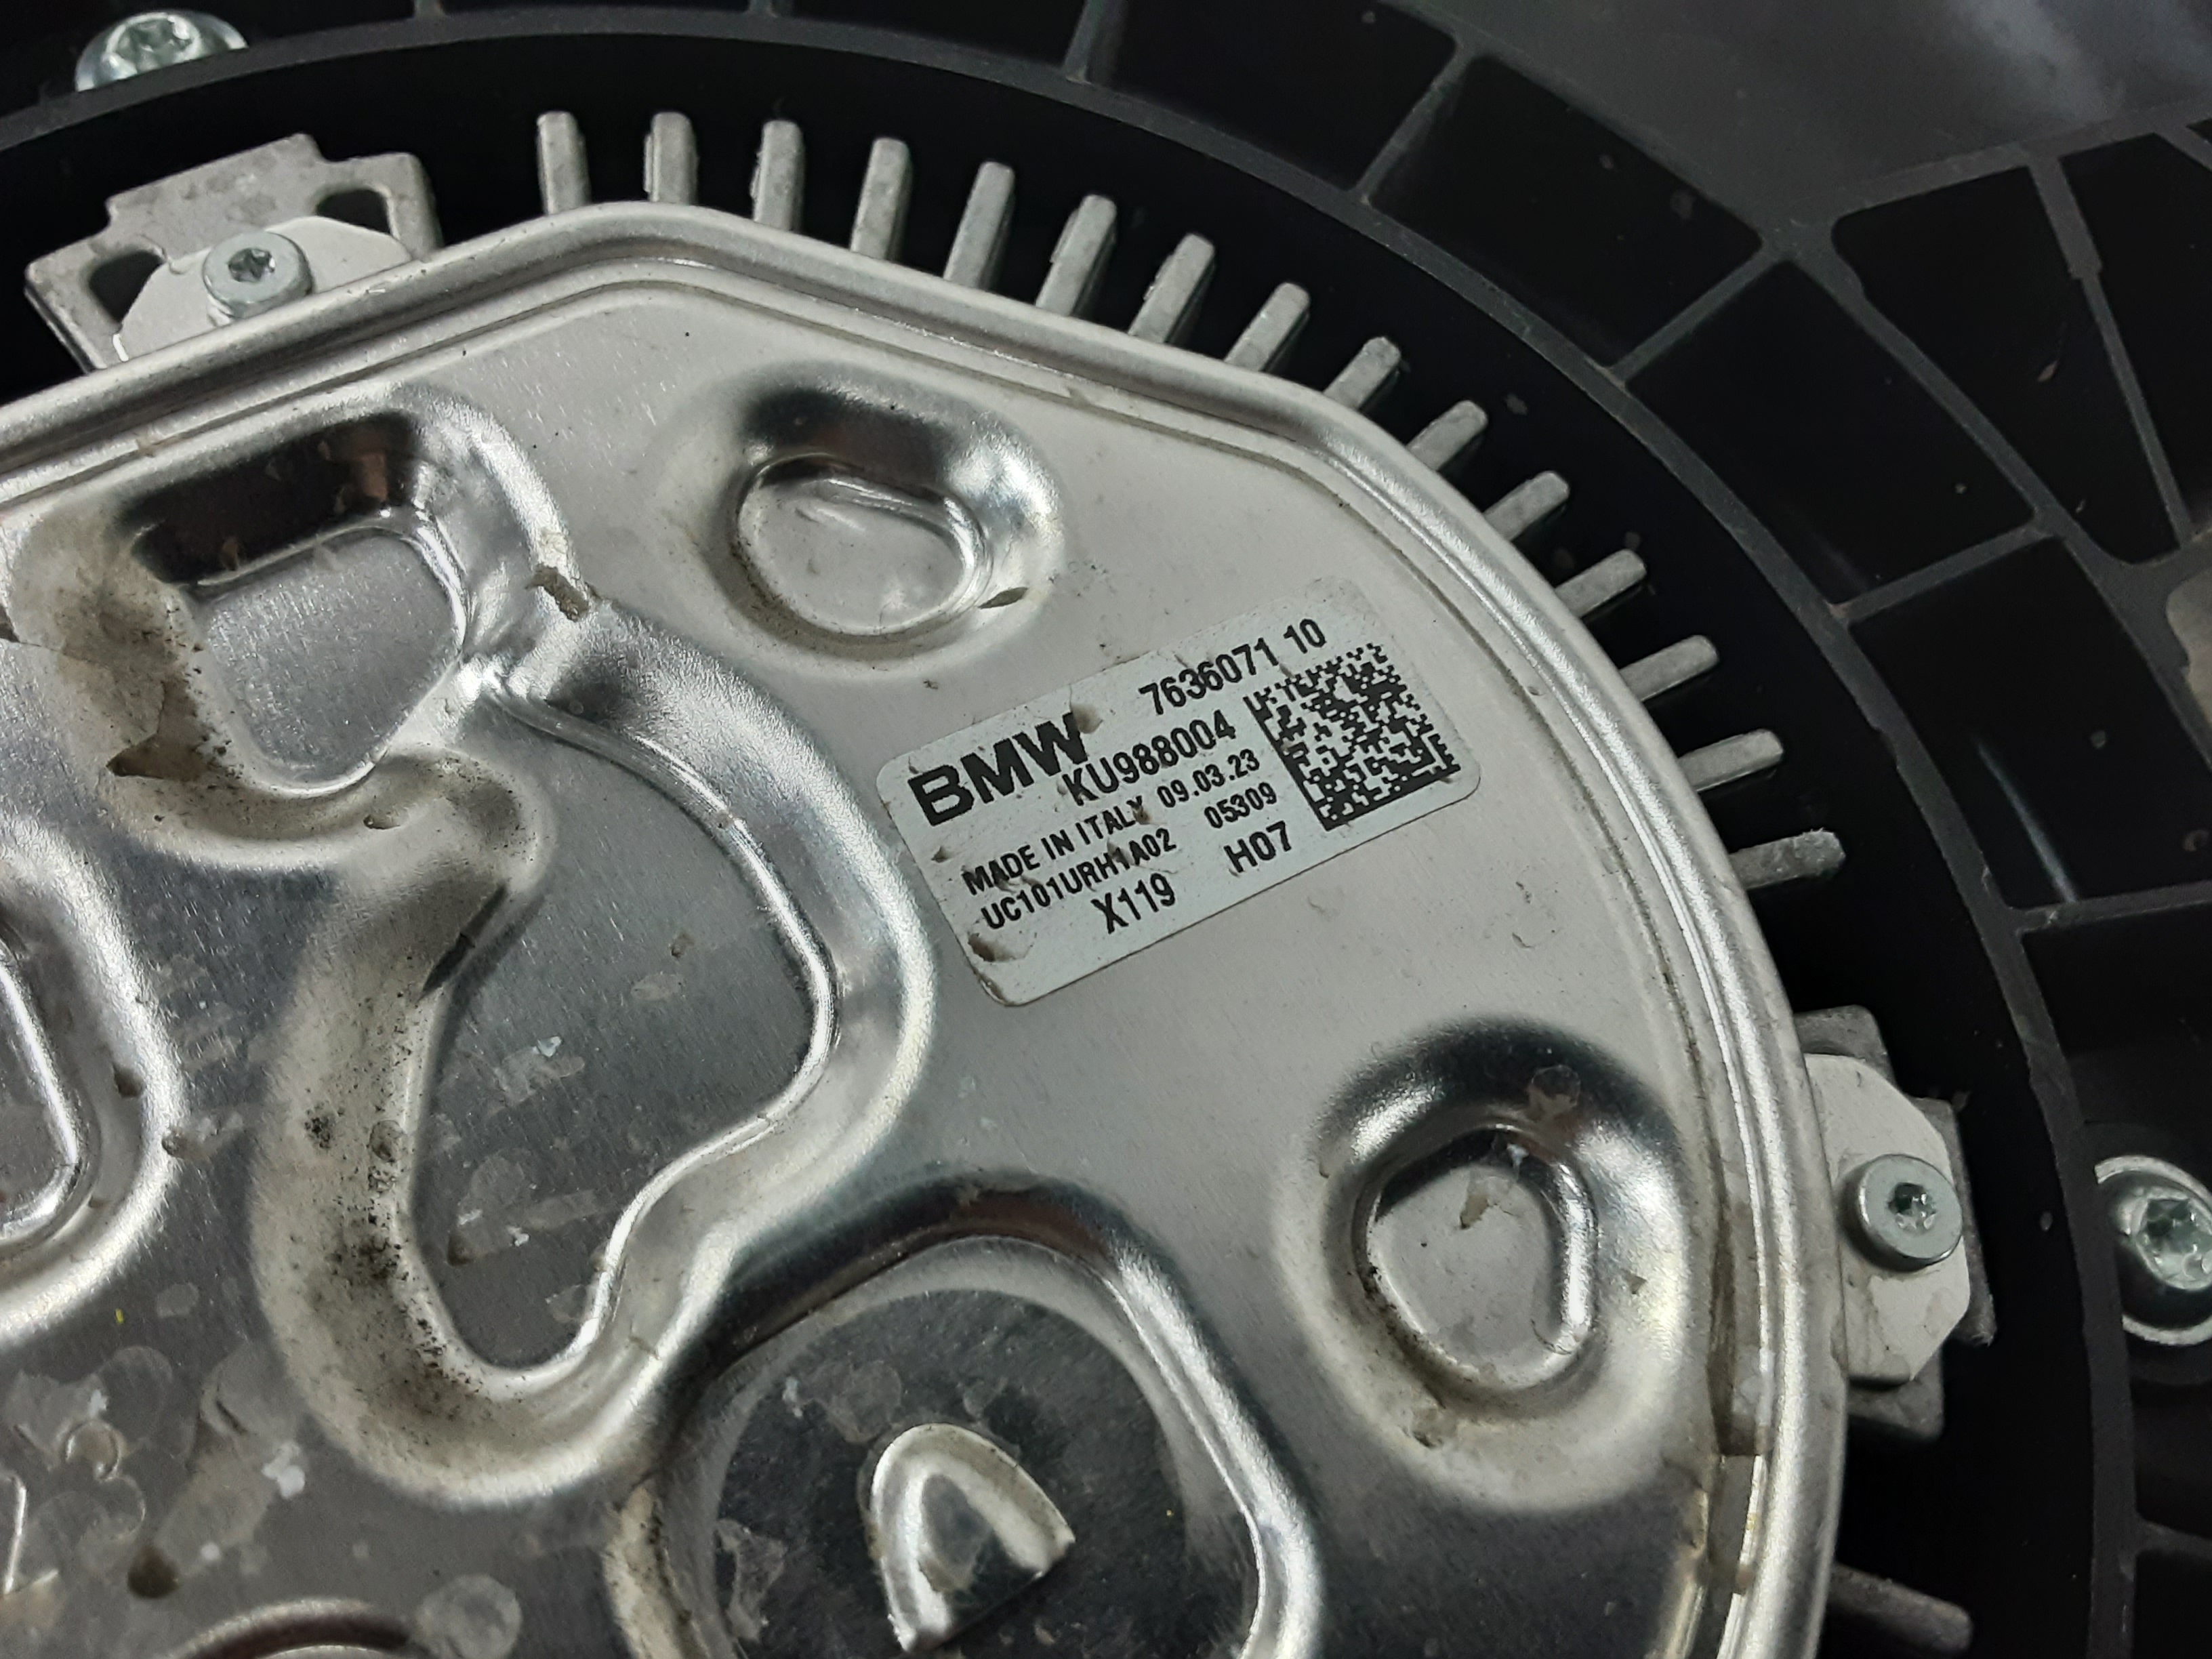 7636071 10
BMW
KU988004
MADE IN ITALY 09.03.23
UC101URH1A02 05309
X119 H07